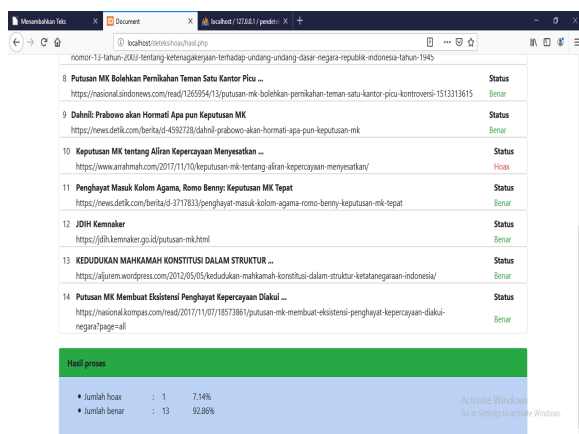 Menambahkan Teks
Document
localhost / 127.0.0.1 / pendetek
localhost/deteksihoax/hasil.php
nomor-13-tahun-2003-tentang-ketenagakerjaan-terhadap-undang-undang-dasar-negara-republik-indonesia-tahun-1945
8 Putusan MK Bolehkan Pernikahan Teman Satu Kantor Picu ... Status
https://nasional.sindonews.com/read/1265954/13/putusan-mk-bolehkan-pernikahan-teman-satu-kantor-picu-kontroversi-1513313615 Benar
9 Dahnil: Prabowo akan Hormati Apa pun Keputusan MK Status
https://news.detik.com/berita/d-4592728/dahnil-prabowo-akan-hormati-apa-pun-keputusan-mk Benar
10 Keputusan MK tentang Aliran Kepercayaan Menyesatkan ... Status
https://www.arrahmah.com/2017/11/10/keputusan-mk-tentang-aliran-kepercayaan-menyesatkan/ Hoax
11 Penghayat Masuk Kolom Agama, Romo Benny: Keputusan MK Tepat Status
https://news.detik.com/berita/d-3717833/penghayat-masuk-kolom-agama-romo-benny-keputusan-mk-tepat Benar
12 JDIH Kemnaker Status
https://jdih.kemnaker.go.id/putusan-mk.html Benar
13 KEDUDUKAN MAHKAMAH KONSTITUSI DALAM STRUKTUR ... Status
https://aljurem.wordpress.com/2012/05/05/kedudukan-mahkamah-konstitusi-dalam-struktur-ketatanegaraan-indonesia/ Benar
14 Putusan MK Membuat Eksistensi Penghayat Kepercayaan Diakui ... Status
https://nasional.kompas.com/read/2017/11/07/18573861/putusan-mk-membuat-eksistensi-penghayat-kepercayaan-diakui-
negara?page=all Benar
Hasil proses
• Jumlah hoax : 1 7.14%
• Jumlah benar : 13 92.86%
Activate Windows
Go to Settings to activate Windows.